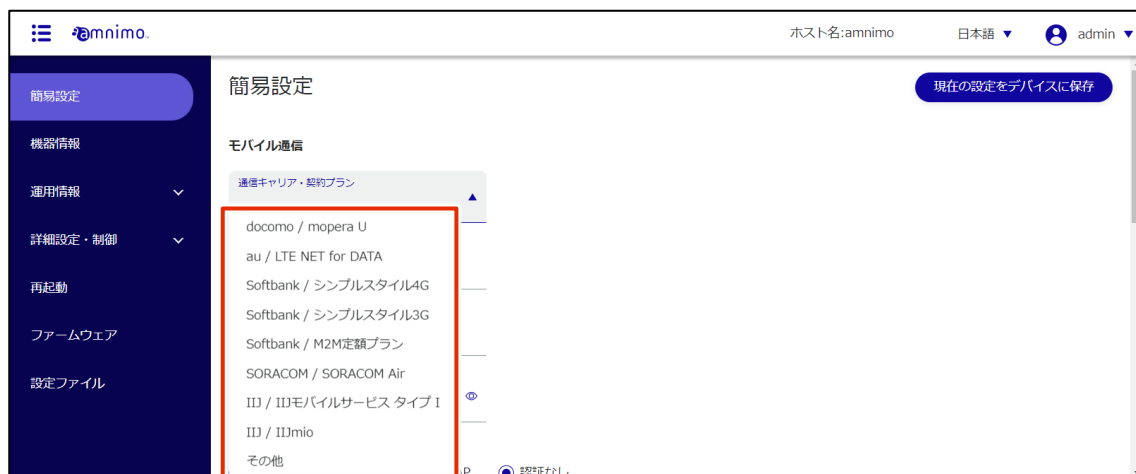 amnimo.
ホスト名:amnimo
日本語
admin
簡易設定
機器情報
運用情報
詳細設定・制御
再起動
ファームウェア
設定ファイル
簡易設定
現在の設定をデバイスに保存
モバイル通信
通信キャリア・契約プラン
docomo / mopera U
au / LTE NET for DATA
Softbank / シンプルスタイル4G
Softbank / シンプルスタイル3G
Softbank / M2M定額プラン
SORACOM / SORACOM Air
IIJ / IIJモバイルサービス タイプ I
IIJ / IIJmio
その他
認証なし